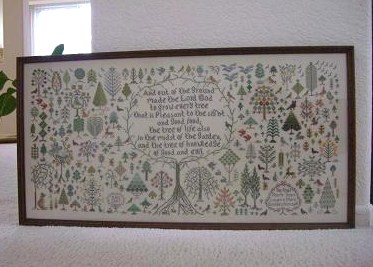 And out of the Ground
made the Lord God
to grow every tree
that is pleasant to the sight
and Good food,
the tree of life also
in the midst of the Garden,
and the tree of knowledge
of Good and evil.